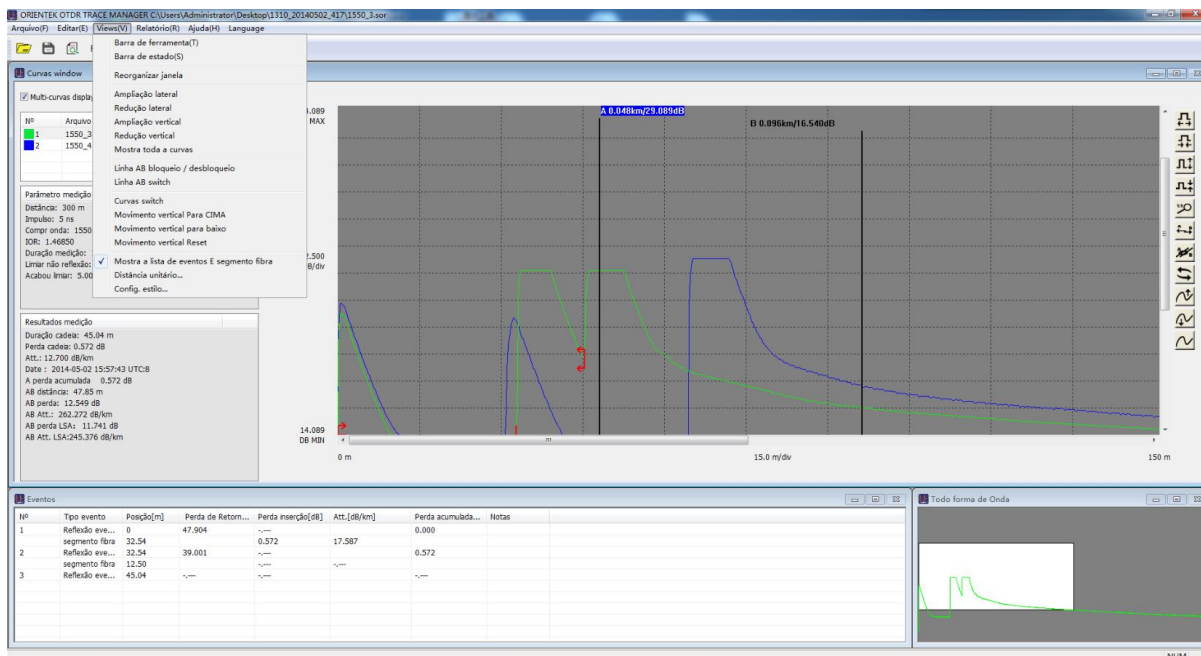 ORIENTEK OTDR TRACE MANAGER C:\Users\Administrator\Desktop\1310_20140502_417\1550_3.sor
Arquivo(F) Editar(E) Views(V) Relatório(R) Ajuda(H) Language
Barra de ferramenta(T)
Barra de estado(S)
Reorganizar janela
Ampliação lateral
Redução lateral
Ampliação vertical
Redução vertical
Mostra toda a curvas
Linha AB bloqueio / desbloqueio
Linha AB switch
Curvas switch
Movimento vertical Para CIMA
Movimento vertical para baixo
Movimento vertical Reset
Mostra a lista de eventos E segmento fibra
Distância unitário...
Config. estilo...
Curvas window
Multi-curvas display
Nº Arquivo
1 1550_3
2 1550_4
Parâmetro medição
Distância: 300 m
Impulso: 5 ns
Compr onda: 1550
IOR: 1.46850
Duração medição:
Limiar não reflexão:
Acabou limiar: 5.00
Resultados medição
Duração cadeia: 45.04 m
Perda cadeia: 0.572 dB
Att.: 12.700 dB/km
Date : 2014-05-02 15:57:43 UTC:8
A perda acumulada 0.572 dB
AB distância: 47.85 m
AB perda: 12.549 dB
AB Att.: 262.272 dB/km
AB perda LSA: 11.741 dB
AB Att. LSA:245.376 dB/km
4.089
MAX
A 0.048km/29.089dB
B 0.096km/16.540dB
2.500
B/div
14.089
DB MIN
0 m 15.0 m/div 150 m
Eventos
Nº Tipo evento Posição[m] Perda de Retorn... Perda inserção[dB] Att.[dB/km] Perda acumulada... Notas
1 Reflexão eve... 0 47.904 -.--- 0.000
segmento fibra 32.54 0.572 17.587
2 Reflexão eve... 32.54 39.001 -.--- 0.572
segmento fibra 12.50 -.--- -.---
3 Reflexão eve... 45.04 -.--- -.--- -.---
Todo forma de Onda
NUM